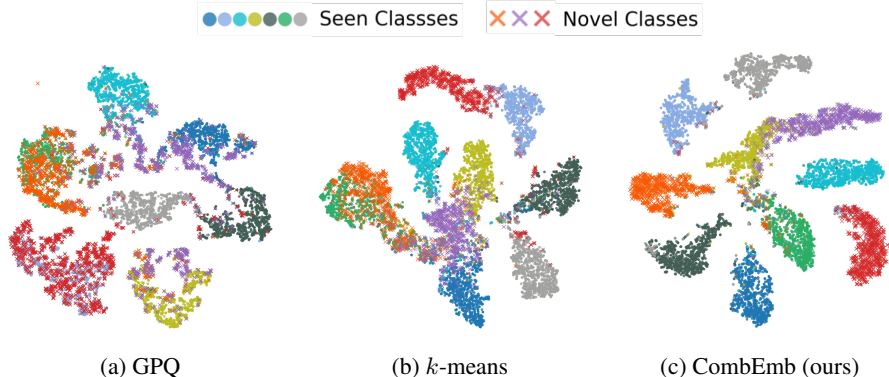 Seen Classses
Novel Classes
(a) GPQ
(b) k-means
(c) CombEmb (ours)